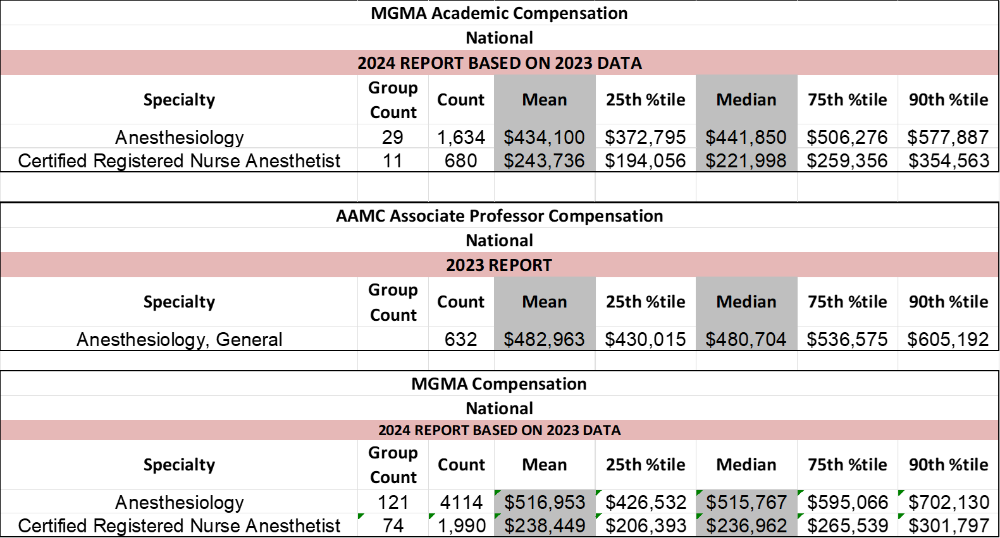 MGMA Academic Compensation
National
2024 REPORT BASED ON 2023 DATA
Specialty Group Count Count Mean 25th %tile Median 75th %tile 90th %tile
Anesthesiology 29 1,634 $434,100 $372,795 $441,850 $506,276 $577,887
Certified Registered Nurse Anesthetist 11 680 $243,736 $194,056 $221,998 $259,356 $354,563
AAMC Associate Professor Compensation
National
2023 REPORT
Specialty Group Count Count Mean 25th %tile Median 75th %tile 90th %tile
Anesthesiology, General 632 $482,963 $430,015 $480,704 $536,575 $605,192
MGMA Compensation
National
2024 REPORT BASED ON 2023 DATA
Specialty Group Count Count Mean 25th %tile Median 75th %tile 90th %tile
Anesthesiology 121 4114 $516,953 $426,532 $515,767 $595,066 $702,130
Certified Registered Nurse Anesthetist 74 1,990 $238,449 $206,393 $236,962 $265,539 $301,797